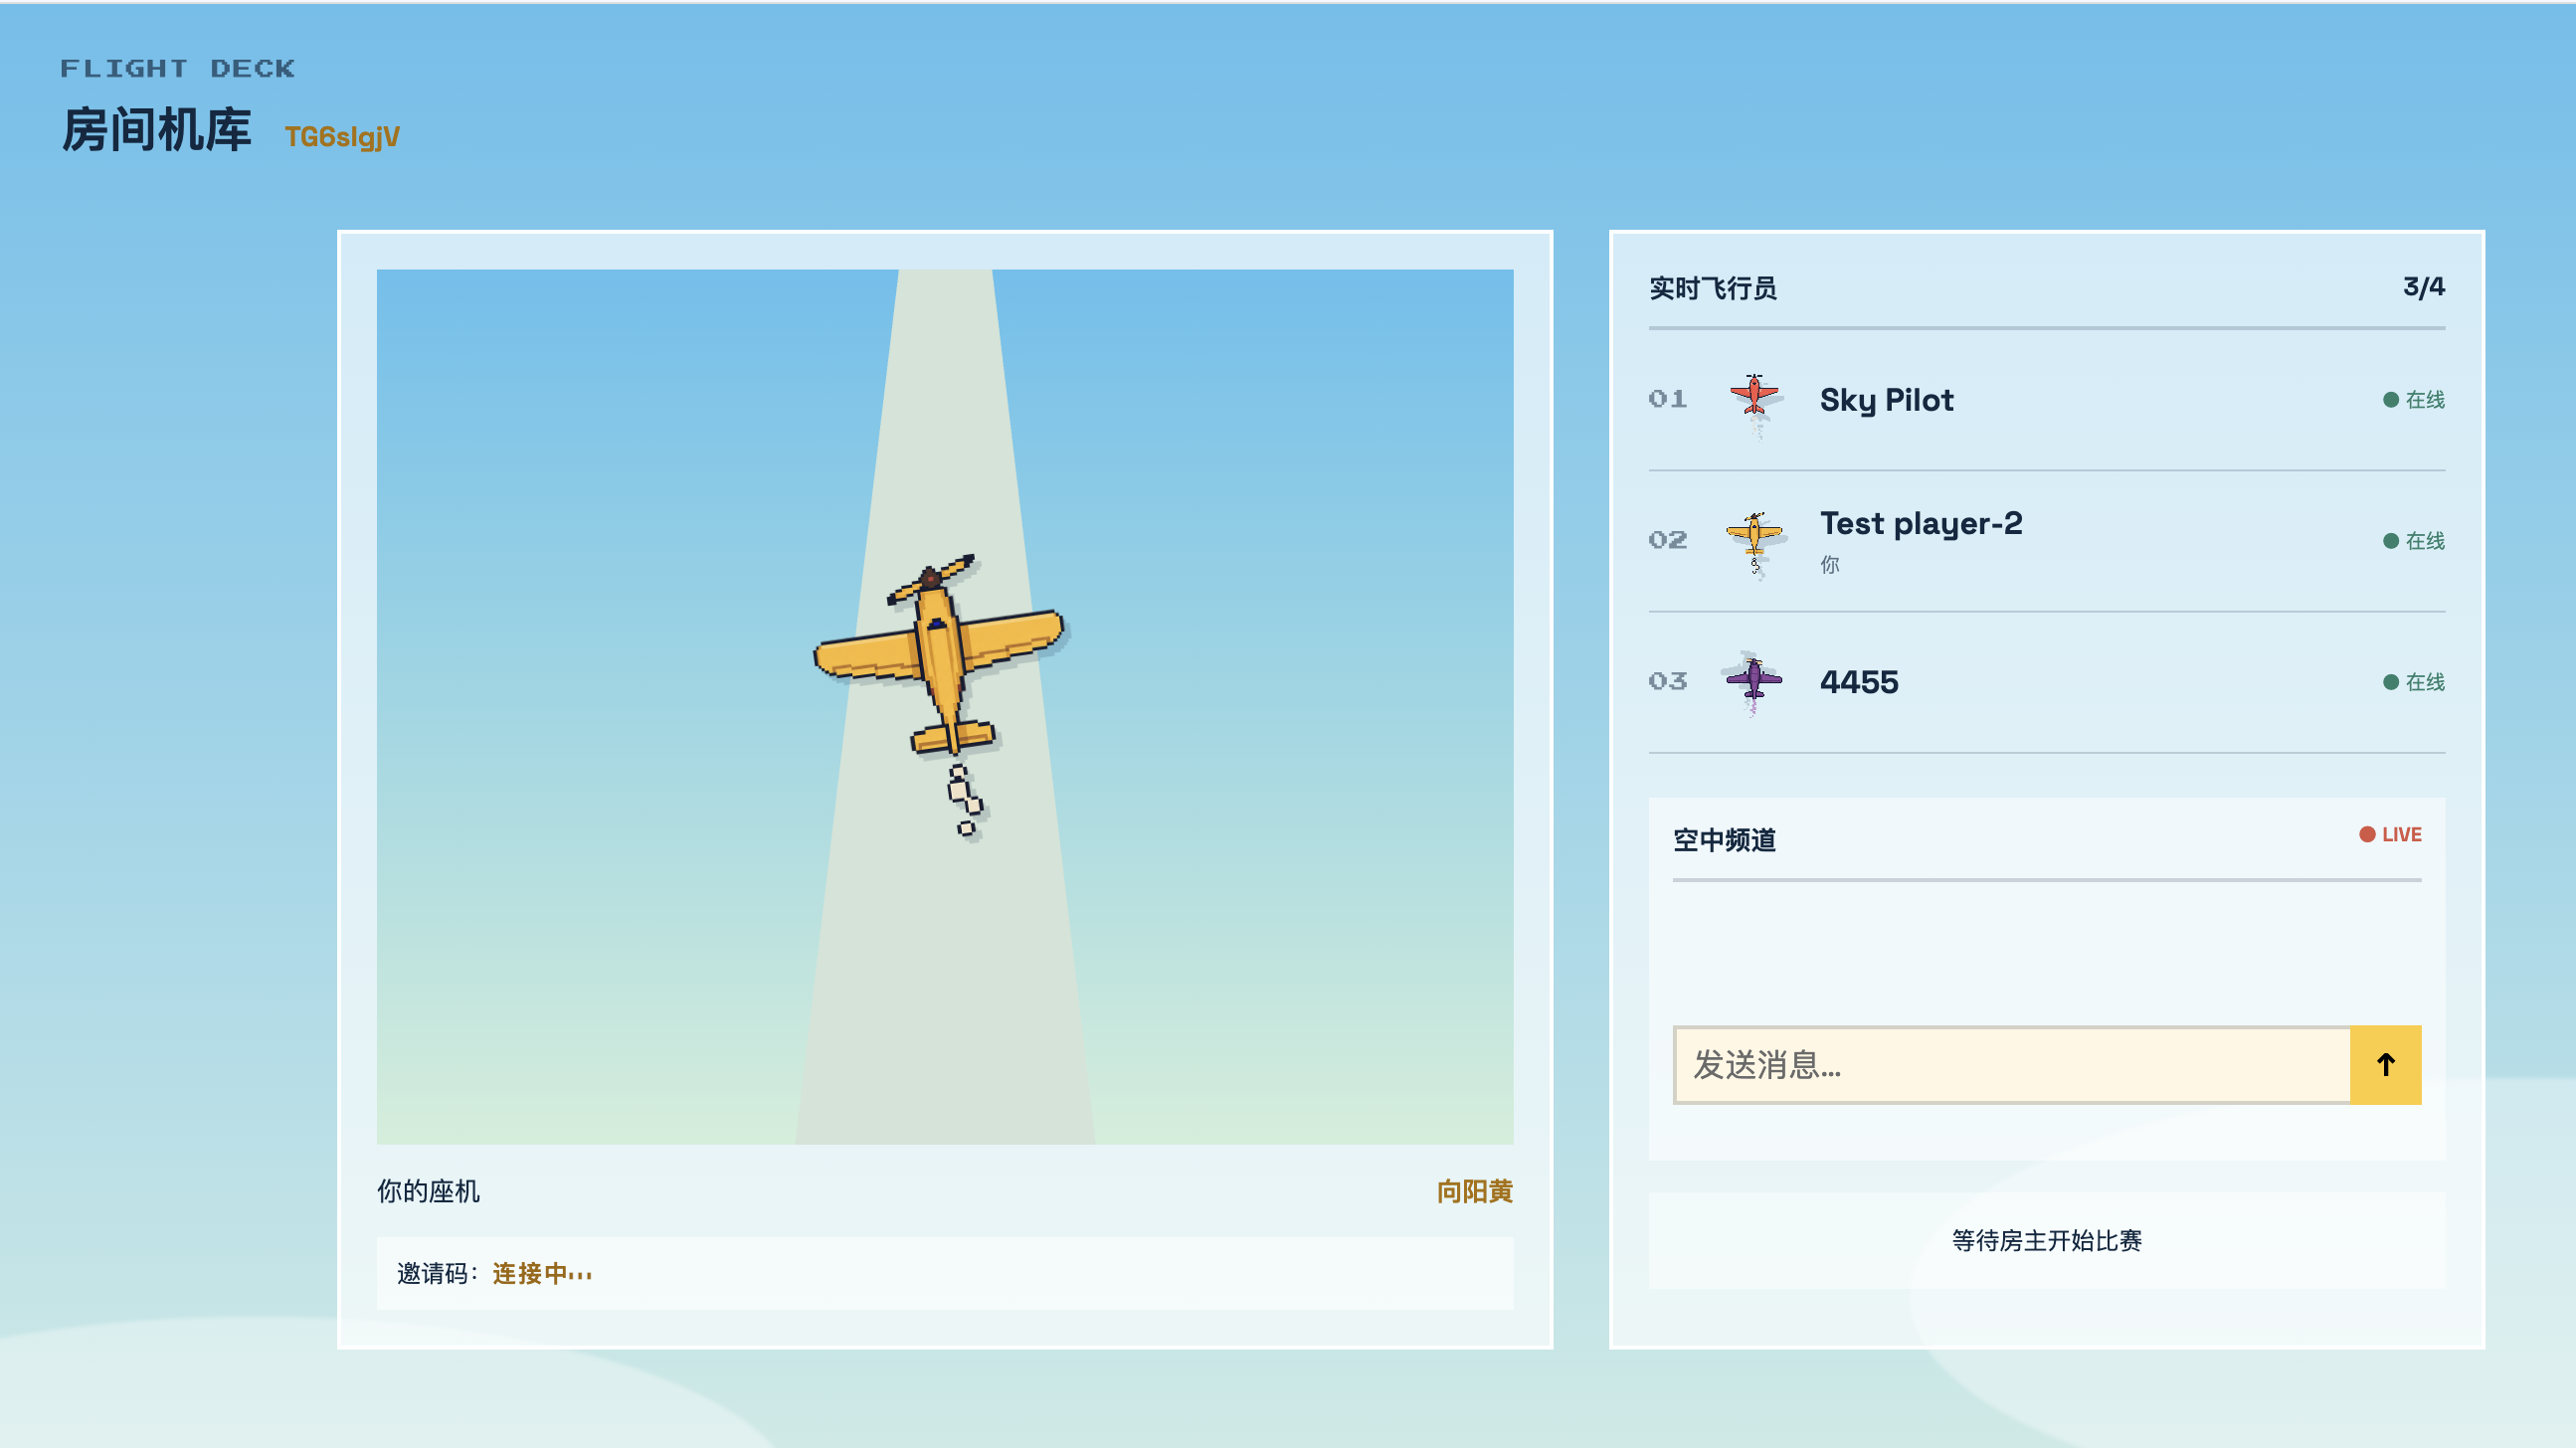 FLIGHT DECK
房间机库 TG6slgjV
实时飞行员 3/4
01 Sky Pilot 在线
02 Test player-2 在线
你
03 4455 在线
空中频道 LIVE
发送消息...
↑
等待房主开始比赛
你的座机 向阳黄
邀请码：连接中···